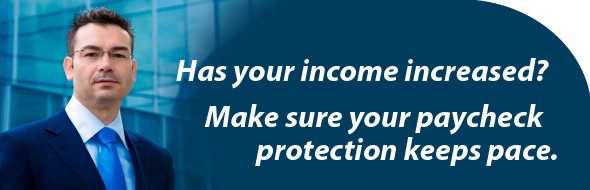 Has your income increased?
Make sure your paycheck
protection keeps pace.